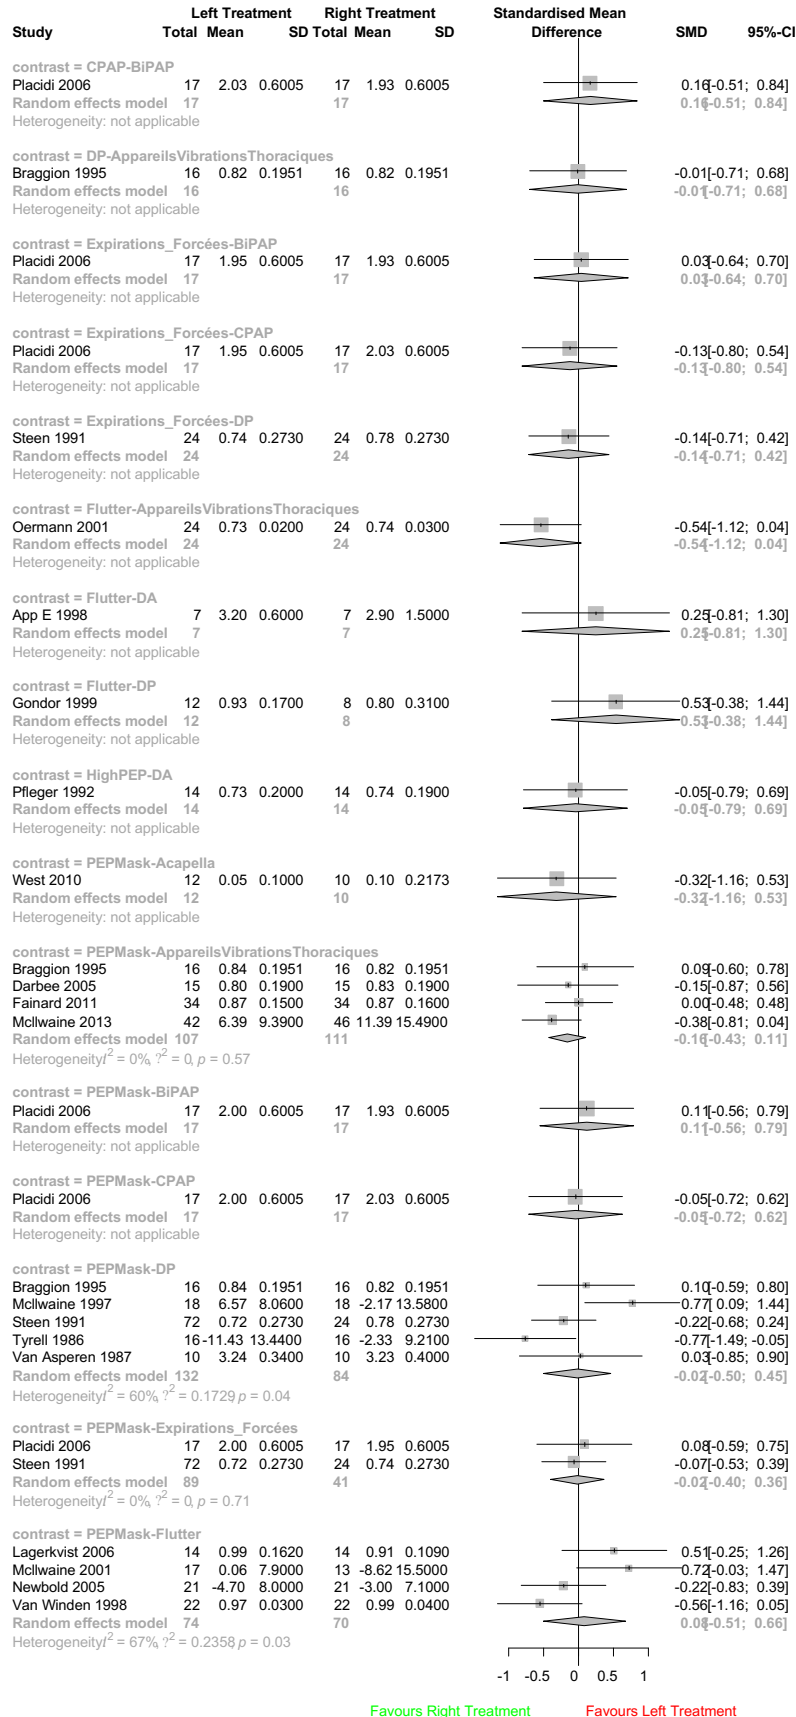 Left Treatment Right Treatment Standardised Mean
Study Total Mean SD Total Mean SD Difference SMD 95%-CI
contrast = CPAP-BiPAP
Placidi 2006 17 2.03 0.6005 17 1.93 0.6005 0.16 [-0.51; 0.84]
Random effects model 17 17 0.16 [-0.51; 0.84]
Heterogeneity: not applicable
contrast = DP-AppareilsVibrationsThoraciques
Braggion 1995 16 0.82 0.1951 16 0.82 0.1951 -0.01 [-0.71; 0.68]
Random effects model 16 16 -0.01 [-0.71; 0.68]
Heterogeneity: not applicable
contrast = Expirations_Forcées-BiPAP
Placidi 2006 17 1.95 0.6005 17 1.93 0.6005 0.03 [-0.64; 0.70]
Random effects model 17 17 0.03 [-0.64; 0.70]
Heterogeneity: not applicable
contrast = Expirations_Forcées-CPAP
Placidi 2006 17 1.95 0.6005 17 2.03 0.6005 -0.13 [-0.80; 0.54]
Random effects model 17 17 -0.13 [-0.80; 0.54]
Heterogeneity: not applicable
contrast = Expirations_Forcées-DP
Steen 1991 24 0.74 0.2730 24 0.78 0.2730 -0.14 [-0.71; 0.42]
Random effects model 24 24 -0.14 [-0.71; 0.42]
Heterogeneity: not applicable
contrast = Flutter-AppareilsVibrationsThoraciques
Oermann 2001 24 0.73 0.0200 24 0.74 0.0300 -0.54 [-1.12; 0.04]
Random effects model 24 24 -0.54 [-1.12; 0.04]
Heterogeneity: not applicable
contrast = Flutter-DA
App E 1998 7 3.20 0.6000 7 2.90 1.5000 0.25 [-0.81; 1.30]
Random effects model 7 7 0.25 [-0.81; 1.30]
Heterogeneity: not applicable
contrast = Flutter-DP
Gondor 1999 12 0.93 0.1700 8 0.80 0.3100 0.53 [-0.38; 1.44]
Random effects model 12 8 0.53 [-0.38; 1.44]
Heterogeneity: not applicable
contrast = HighPEP-DA
Pfleger 1992 14 0.73 0.2000 14 0.74 0.1900 -0.05 [-0.79; 0.69]
Random effects model 14 14 -0.05 [-0.79; 0.69]
Heterogeneity: not applicable
contrast = PEPMask-Acapella
West 2010 12 0.05 0.1000 10 0.10 0.2173 -0.32 [-1.16; 0.53]
Random effects model 12 10 -0.32 [-1.16; 0.53]
Heterogeneity: not applicable
contrast = PEPMask-AppareilsVibrationsThoraciques
Braggion 1995 16 0.84 0.1951 16 0.82 0.1951 0.09 [-0.60; 0.78]
Darbee 2005 15 0.80 0.1900 15 0.83 0.1900 -0.15 [-0.87; 0.56]
Fainard 2011 34 0.87 0.1500 34 0.87 0.1600 0.00 [-0.48; 0.48]
McIlwaine 2013 42 6.39 9.3900 46 11.39 15.4900 -0.38 [-0.81; 0.04]
Random effects model 107 111 -0.16 [-0.43; 0.11]
Heterogeneity I² = 0%, ?² = 0, p = 0.57
contrast = PEPMask-BiPAP
Placidi 2006 17 2.00 0.6005 17 1.93 0.6005 0.11 [-0.56; 0.79]
Random effects model 17 17 0.11 [-0.56; 0.79]
Heterogeneity: not applicable
contrast = PEPMask-CPAP
Placidi 2006 17 2.00 0.6005 17 2.03 0.6005 -0.05 [-0.72; 0.62]
Random effects model 17 17 -0.05 [-0.72; 0.62]
Heterogeneity: not applicable
contrast = PEPMask-DP
Braggion 1995 16 0.84 0.1951 16 0.82 0.1951 0.10 [-0.59; 0.80]
McIlwaine 1997 18 6.57 8.0600 18 -2.17 13.5800 0.77 [ 0.09; 1.44]
Steen 1991 72 0.72 0.2730 24 0.78 0.2730 -0.22 [-0.68; 0.24]
Tyrell 1986 16 -11.43 13.4400 16 -2.33 9.2100 -0.77 [-1.49; -0.05]
Van Asperen 1987 10 3.24 0.3400 10 3.23 0.4000 0.03 [-0.85; 0.90]
Random effects model 132 84 -0.02 [-0.50; 0.45]
Heterogeneity I² = 60%, ?² = 0.1729, p = 0.04
contrast = PEPMask-Expirations_Forcées
Placidi 2006 17 2.00 0.6005 17 1.95 0.6005 0.08 [-0.59; 0.75]
Steen 1991 72 0.72 0.2730 24 0.74 0.2730 -0.07 [-0.53; 0.39]
Random effects model 89 41 -0.02 [-0.40; 0.36]
Heterogeneity I² = 0%, ?² = 0, p = 0.71
contrast = PEPMask-Flutter
Lagerkvist 2006 14 0.99 0.1620 14 0.91 0.1090 0.51 [-0.25; 1.26]
McIlwaine 2001 17 0.06 7.9000 13 -8.62 15.5000 0.72 [-0.03; 1.47]
Newbold 2005 21 -4.70 8.0000 21 -3.00 7.1000 -0.22 [-0.83; 0.39]
Van Winden 1998 22 0.97 0.0300 22 0.99 0.0400 -0.56 [-1.16; 0.05]
Random effects model 74 70 0.08 [-0.51; 0.66]
Heterogeneity I² = 67%, ?² = 0.2358, p = 0.03
-1 -0.5 0 0.5 1
Favours Right Treatment Favours Left Treatment